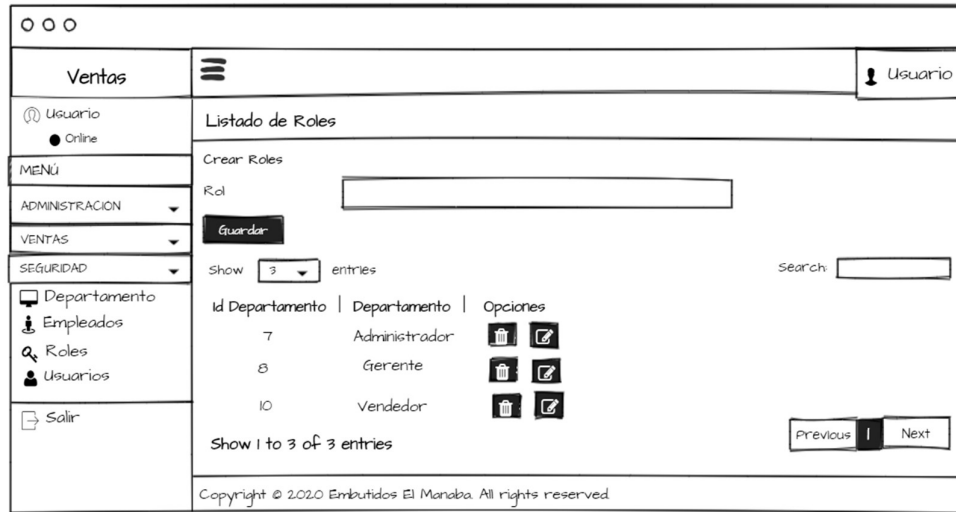 Ventas
Usuario
Usuario
Online
MENÚ
ADMINISTRACION
VENTAS
SEGURIDAD
Departamento
Empleados
Roles
Usuarios
Salir
Listado de Roles
Crear Roles
Rol
Guardar
Show 3 entries
Search:
Id Departamento | Departamento | Opciones
7 Administrador
8 Gerente
10 Vendedor
Show 1 to 3 of 3 entries
Previous 1 Next
Copyright © 2020 Embutidos El Manaba. All rights reserved.